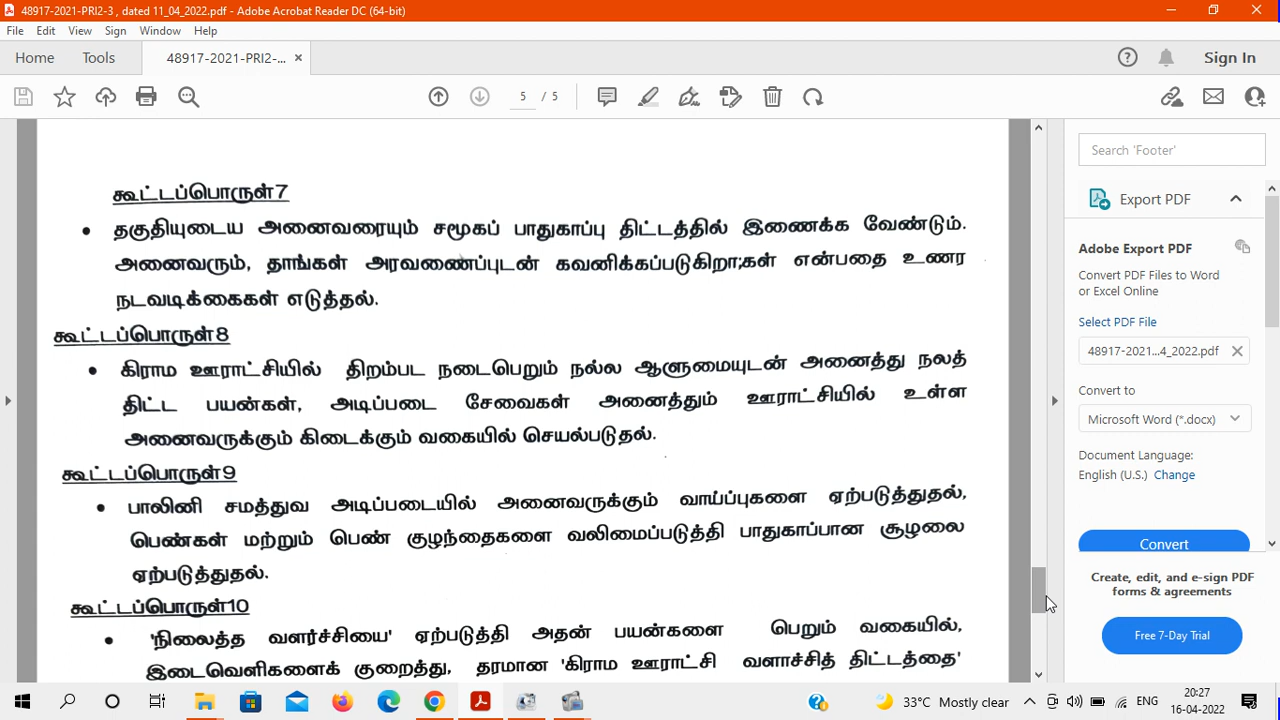 48917-2021-PRI2-3 , dated 11_04_2022.pdf - Adobe Acrobat Reader DC (64-bit)
File Edit View Sign Window Help
Home Tools 48917-2021-PRI2-... × Sign In
5 / 5
கூட்டப்பொருள்7
• தகுதியுடைய அனைவரையும் சமூகப் பாதுகாப்பு திட்டத்தில் இணைக்க வேண்டும்.
அனைவரும், தாங்கள் அரவணைப்புடன் கவனிக்கப்படுகிறா;கள் என்பதை உணர
நடவடிக்கைகள் எடுத்தல்.
கூட்டப்பொருள்8
• கிராம ஊராட்சியில் திறம்பட நடைபெறும் நல்ல ஆளுமையுடன் அனைத்து நலத்
திட்ட பயன்கள், அடிப்படை சேவைகள் அனைத்தும் ஊராட்சியில் உள்ள
அனைவருக்கும் கிடைக்கும் வகையில் செயல்படுதல்.
கூட்டப்பொருள்9
• பாலினி சமத்துவ அடிப்படையில் அனைவருக்கும் வாய்ப்புகளை ஏற்படுத்துதல்,
பெண்கள் மற்றும் பெண் குழந்தைகளை வலிமைப்படுத்தி பாதுகாப்பான சூழலை
ஏற்படுத்துதல்.
கூட்டப்பொருள்10
• 'நிலைத்த வளர்ச்சியை' ஏற்படுத்தி அதன் பயன்களை பெறும் வகையில்,
இடைவெளிகளைக் குறைத்து, தரமான 'கிராம ஊராட்சி வளாச்சித் திட்டத்தை'
Search 'Footer'
Export PDF
Adobe Export PDF
Convert PDF Files to Word
or Excel Online
Select PDF File
48917-2021...4_2022.pdf ×
Convert to
Microsoft Word (*.docx)
Document Language:
English (U.S.) Change
Convert
Create, edit, and e-sign PDF
forms & agreements
Free 7-Day Trial
33°C Mostly clear ENG 20:27
16-04-2022